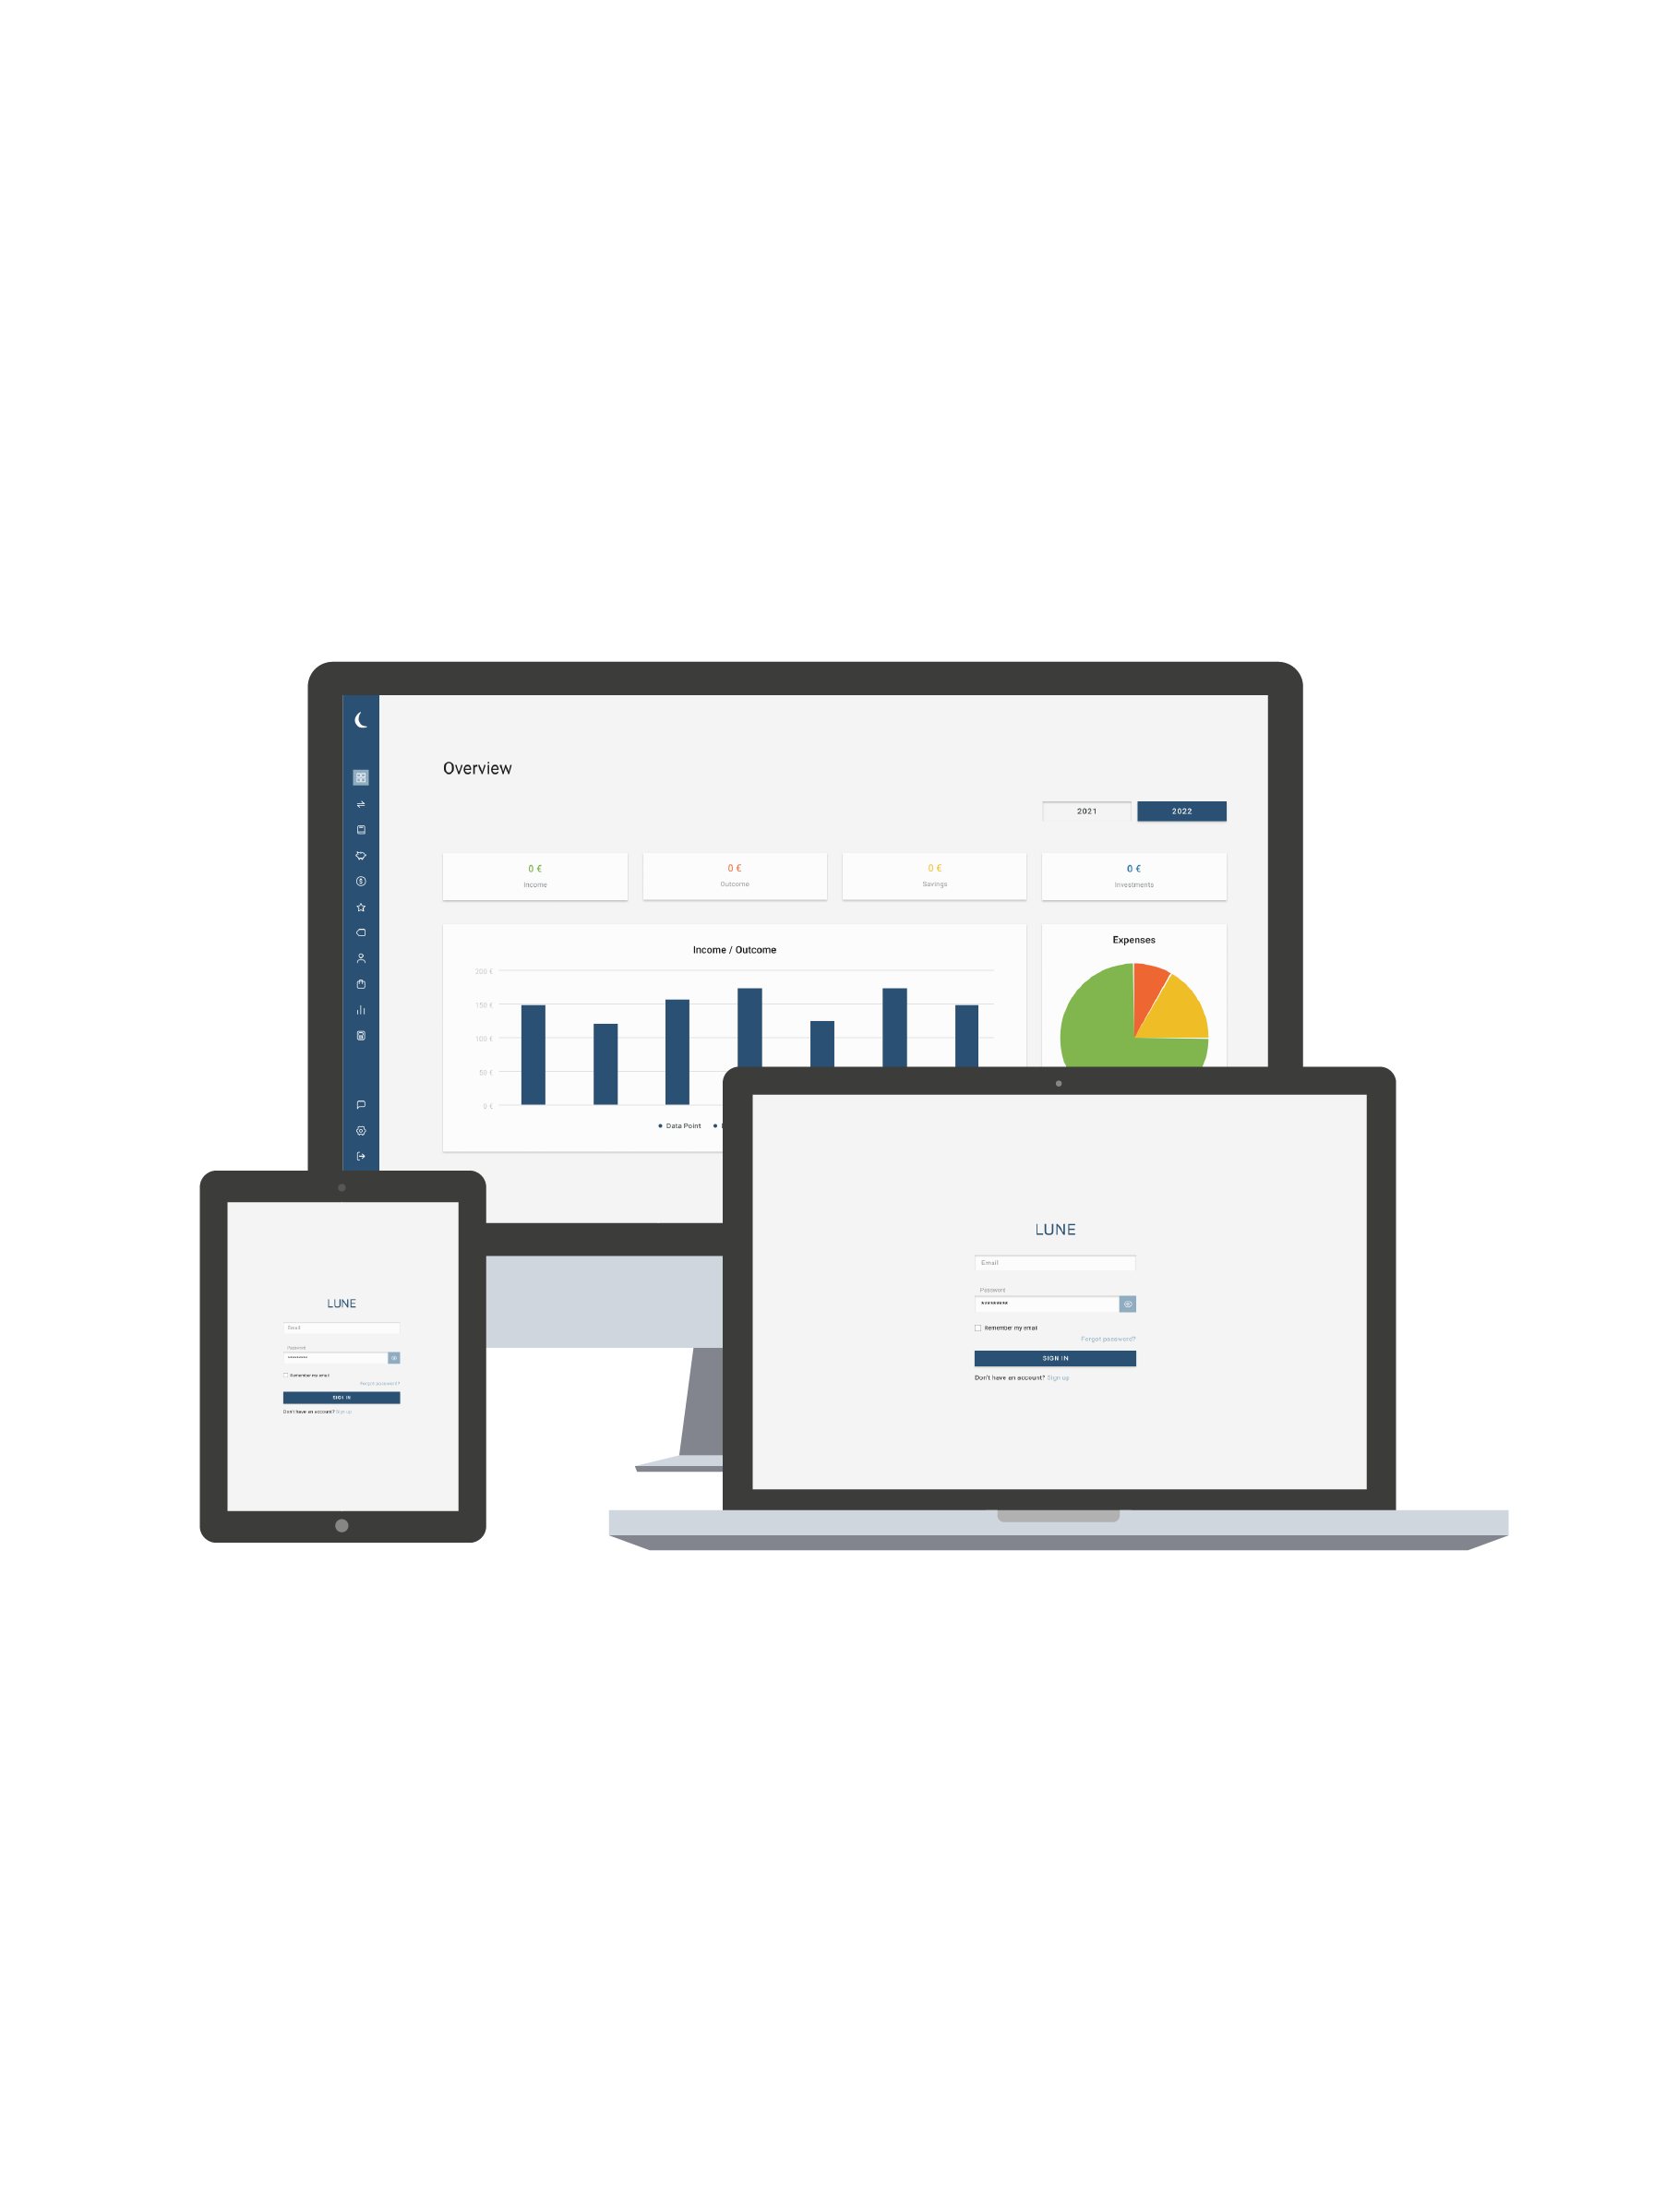 Overview
2021
2022
0 €
Income
0 €
Outcome
0 €
Savings
0 €
Investments
Income / Outcome
200 €
150 €
100 €
50 €
0 €
Data Point
Expenses
LUNE
Email
Password
*********
Remember my email
Forgot password?
SIGN IN
Don't have an account? Sign up
LUNE
Email
Password
*********
Remember my email
Forgot password?
SIGN IN
Don't have an account? Sign up